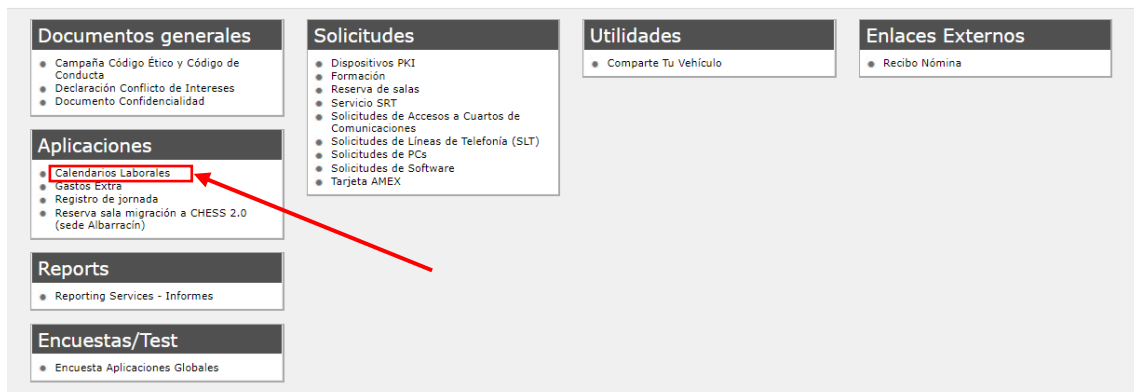 Documentos generales
Campaña Código Ético y Código de
Conducta
Declaración Conflicto de Intereses
Documento Confidencialidad
Aplicaciones
Calendarios Laborales
Gastos Extra
Registro de jornada
Reserva sala migración a CHESS 2.0
(sede Albarracín)
Reports
Reporting Services - Informes
Encuestas/Test
Encuesta Aplicaciones Globales
Solicitudes
Dispositivos PKI
Formación
Reserva de salas
Servicio SRT
Solicitudes de Accesos a Cuartos de
Comunicaciones
Solicitudes de Líneas de Telefonía (SLT)
Solicitudes de PCs
Solicitudes de Software
Tarjeta AMEX
Utilidades
Comparte Tu Vehículo
Enlaces Externos
Recibo Nómina